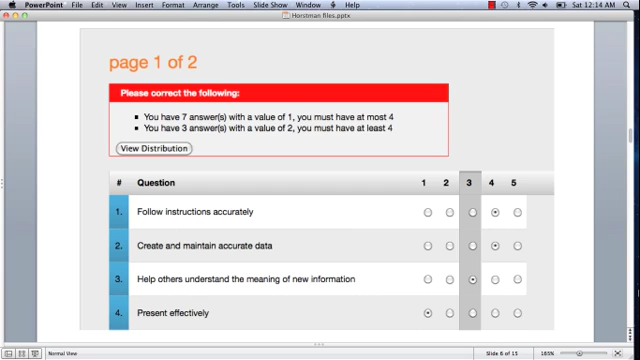 PowerPoint File Edit View Insert Format Arrange Tools Slide Show Window Help Sat 12:14 AM
Horstman files.pptx
page 1 of 2
Please correct the following:
You have 7 answer(s) with a value of 1, you must have at most 4
You have 3 answer(s) with a value of 2, you must have at least 4
View Distribution
# Question 1 2 3 4 5
1. Follow instructions accurately
2. Create and maintain accurate data
3. Help others understand the meaning of new information
4. Present effectively
Normal View Slide 6 of 15 185%